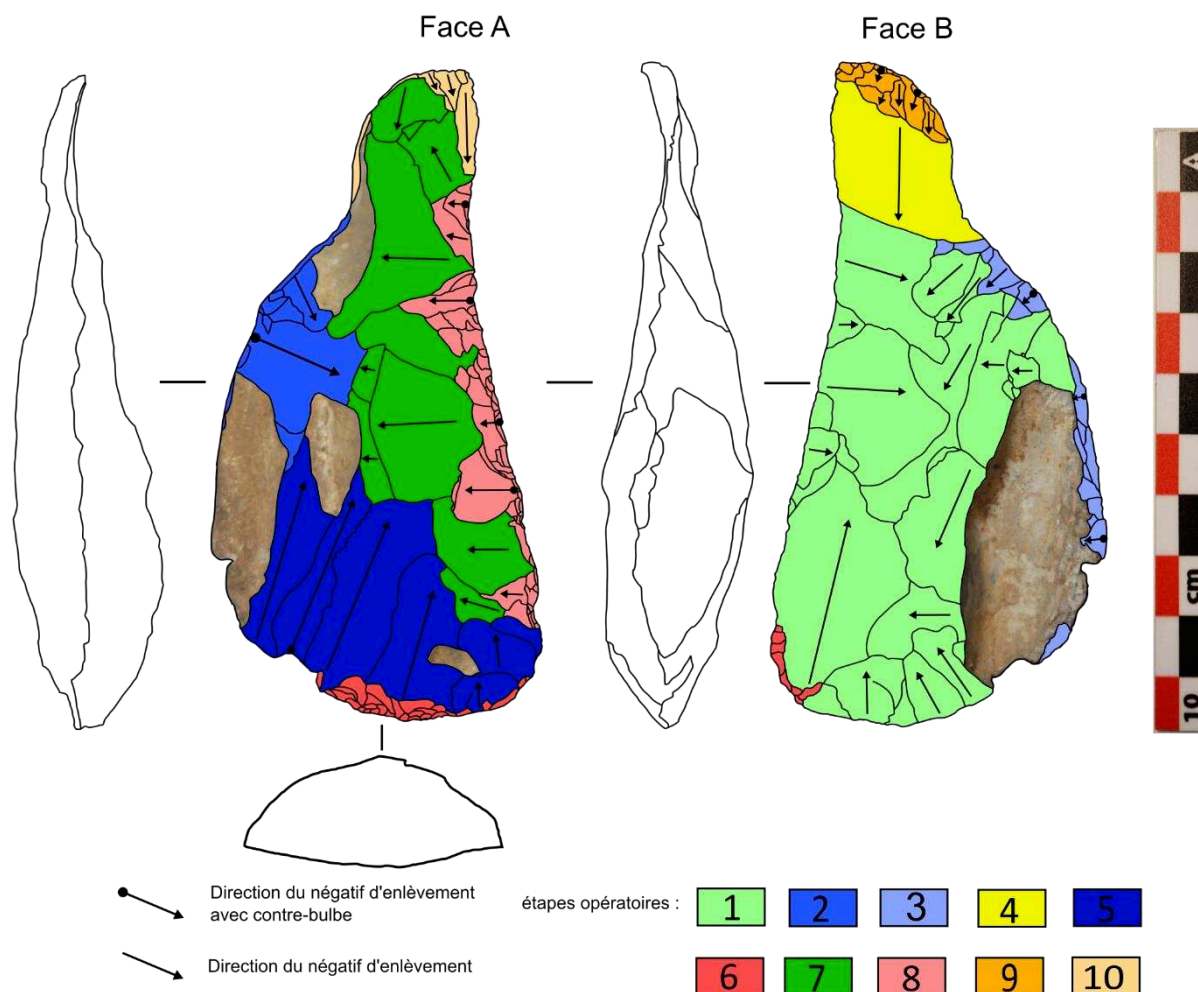 Face A
Face B
cm
10
Direction du négatif d'enlèvement
avec contre-bulbe
Direction du négatif d'enlèvement
étapes opératoires :
1 2 3 4 5
6 7 8 9 10